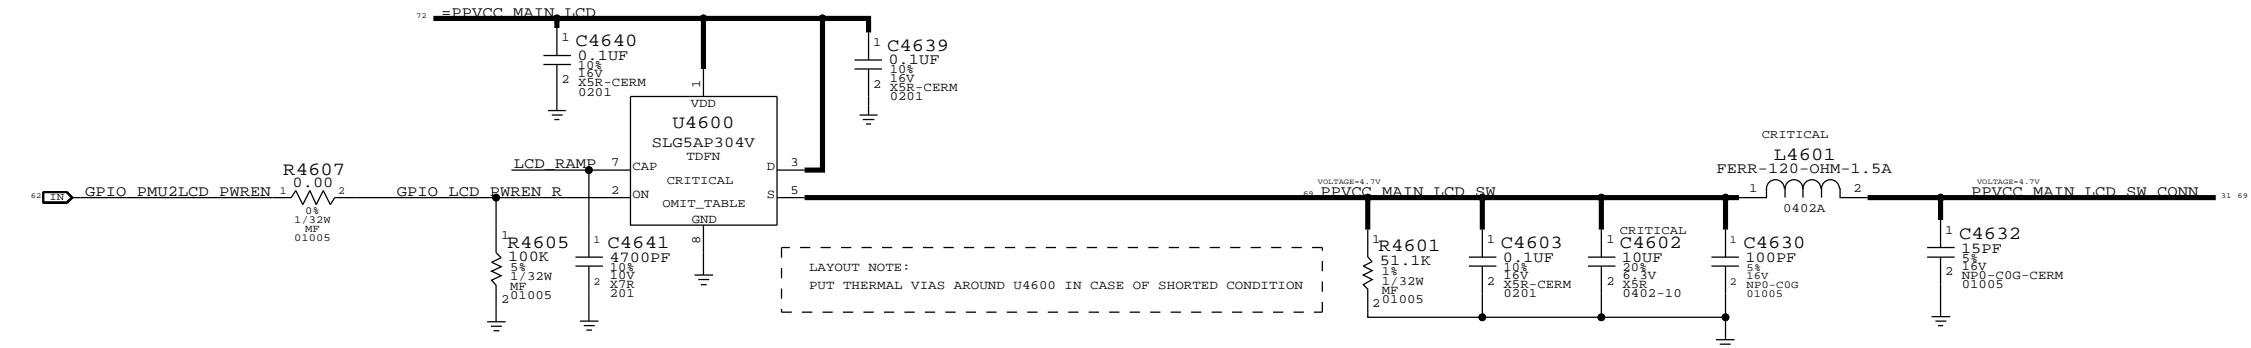 72 =PPVCC_MAIN_LCD
1 C4640
0.1UF
10%
16V
2 X5R-CERM
0201
1 C4639
0.1UF
10%
16V
2 X5R-CERM
0201
1
VDD
U4600
SLG5AP304V
TDFN
LCD_RAMP 7 CAP
D 3
CRITICAL
2 ON
S 5
OMIT_TABLE
GND
8
62 IN GPIO_PMU2LCD_PWREN 1
R4607
0.00
2 GPIO_LCD_PWREN_R
0%
1/32W
MF
01005
1 R4605
100K
5%
1/32W
MF
2 01005
1 C4641
4700PF
10%
10V
2 X7R
201
LAYOUT NOTE:
PUT THERMAL VIAS AROUND U4600 IN CASE OF SHORTED CONDITION
VOLTAGE=4.7V
69 PPVCC_MAIN_LCD_SW
1 R4601
51.1K
1%
1/32W
MF
2 01005
1 C4603
0.1UF
10%
16V
2 X5R-CERM
0201
CRITICAL
1 C4602
10UF
20%
6.3V
2 X5R
0402-10
1 C4630
100PF
5%
16V
2 NP0-C0G
01005
CRITICAL
L4601
FERR-120-OHM-1.5A
1 2
0402A
VOLTAGE=4.7V
PPVCC_MAIN_LCD_SW_CONN 31 69
1 C4632
15PF
5%
16V
2 NP0-C0G-CERM
01005